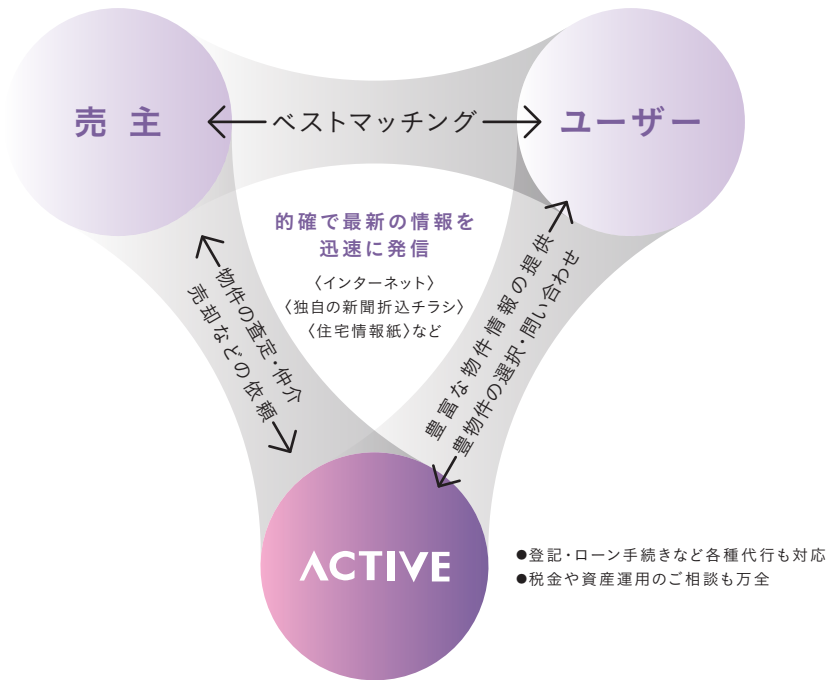 売 主
ベストマッチング
ユーザー
的確で最新の情報を
迅速に発信
〈インターネット〉
〈独自の新聞折込チラシ〉
〈住宅情報紙〉など
物件の査定・仲介
売却などの依頼
豊富な物件情報の提供
豊物件の選択・問い合わせ
ACTIVE
●登記・ローン手続きなど各種代行も対応
●税金や資産運用のご相談も万全